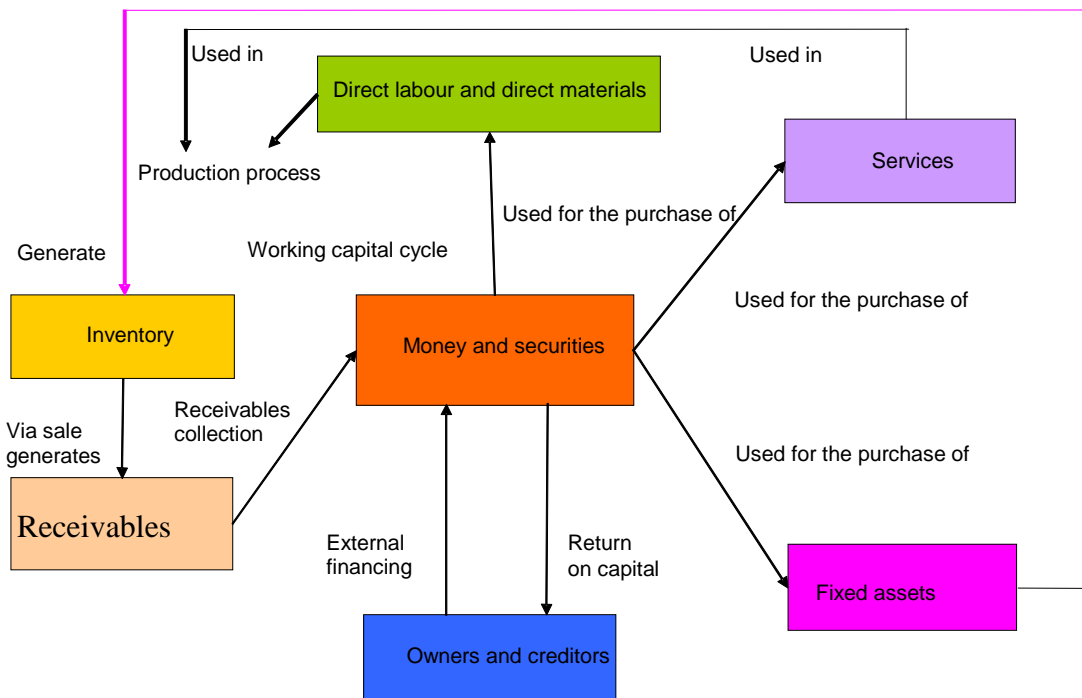 Used in
Used in
Direct labour and direct materials
Services
Production process
Used for the purchase of
Working capital cycle
Generate
Used for the purchase of
Inventory
Money and securities
Receivables
collection
Via sale
generates
Used for the purchase of
Receivables
External
financing
Return
on capital
Fixed assets
Owners and creditors